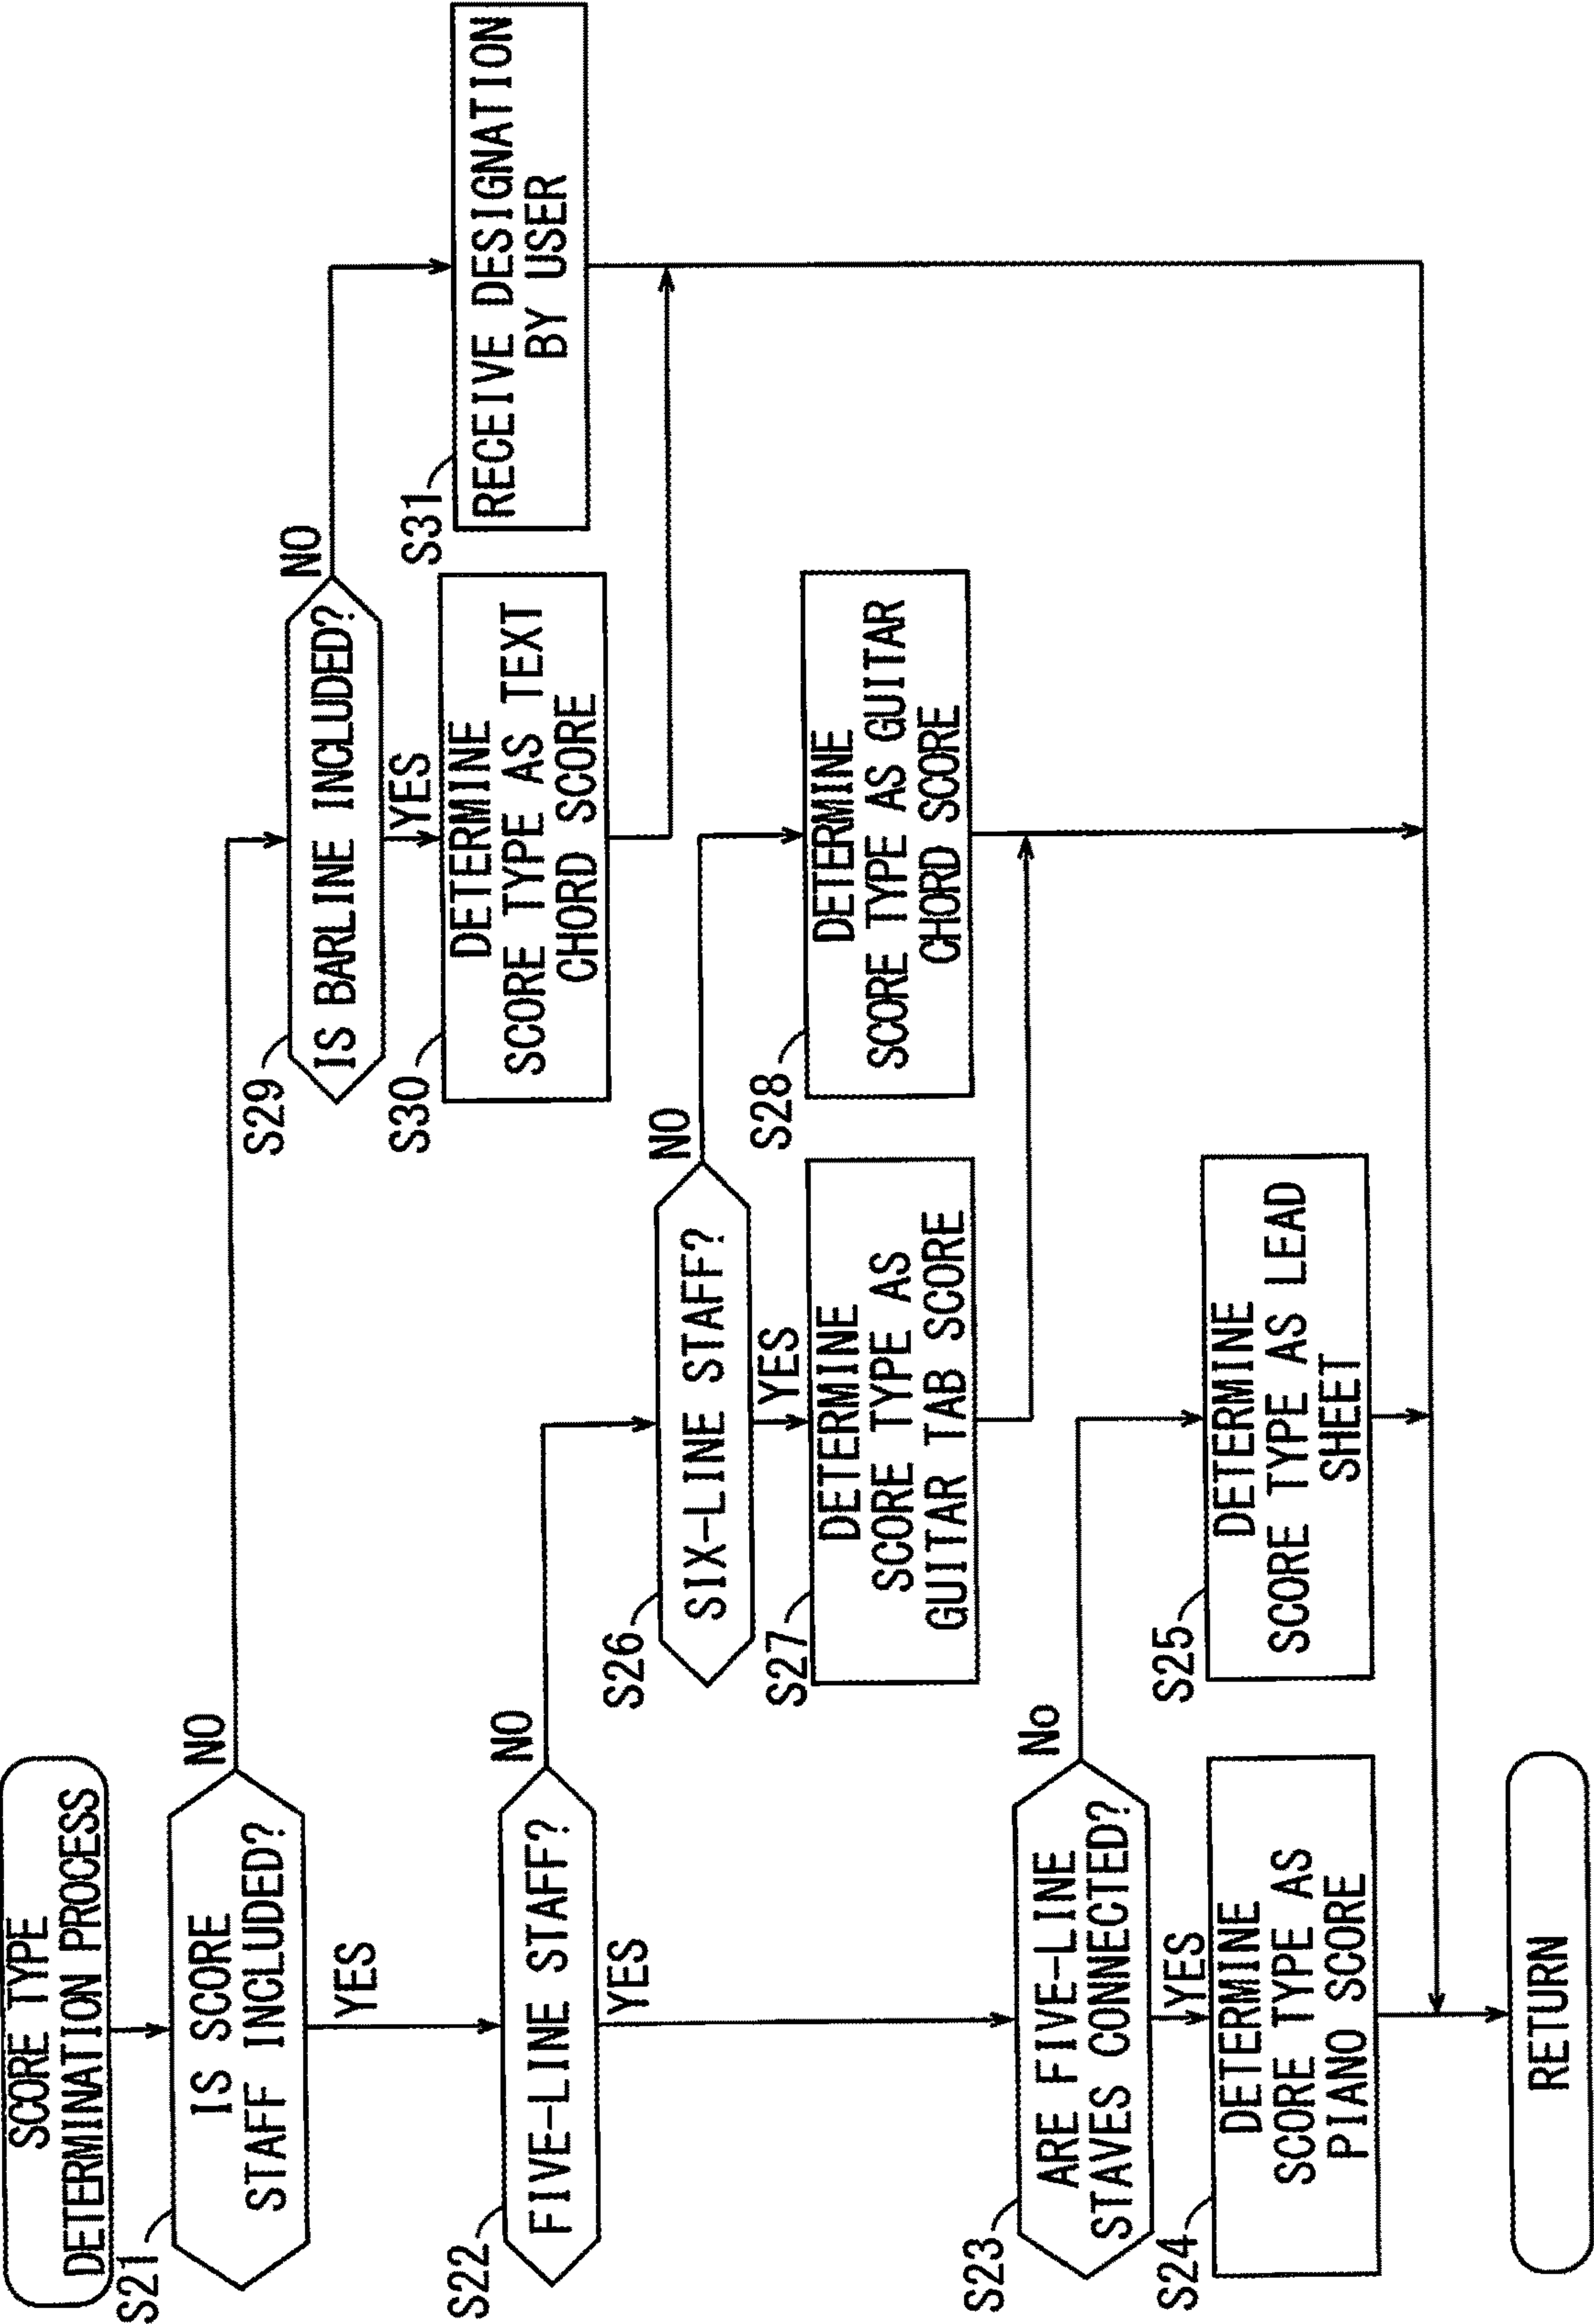 SCORE TYPE
DETERMINATION PROCESS
S21
IS SCORE
STAFF INCLUDED?
NO
YES
S22
FIVE-LINE STAFF?
NO
YES
S23
ARE FIVE-LINE
STAVES CONNECTED?
No
YES
S24
DETERMINE
SCORE TYPE AS
PIANO SCORE
S25
DETERMINE
SCORE TYPE AS LEAD
SHEET
S26
SIX-LINE STAFF?
NO
YES
S27
DETERMINE
SCORE TYPE AS
GUITAR TAB SCORE
S28
DETERMINE
SCORE TYPE AS GUITAR
CHORD SCORE
S29
IS BARLINE INCLUDED?
NO
YES
S30
DETERMINE
SCORE TYPE AS TEXT
CHORD SCORE
S31
RECEIVE DESIGNATION
BY USER
RETURN